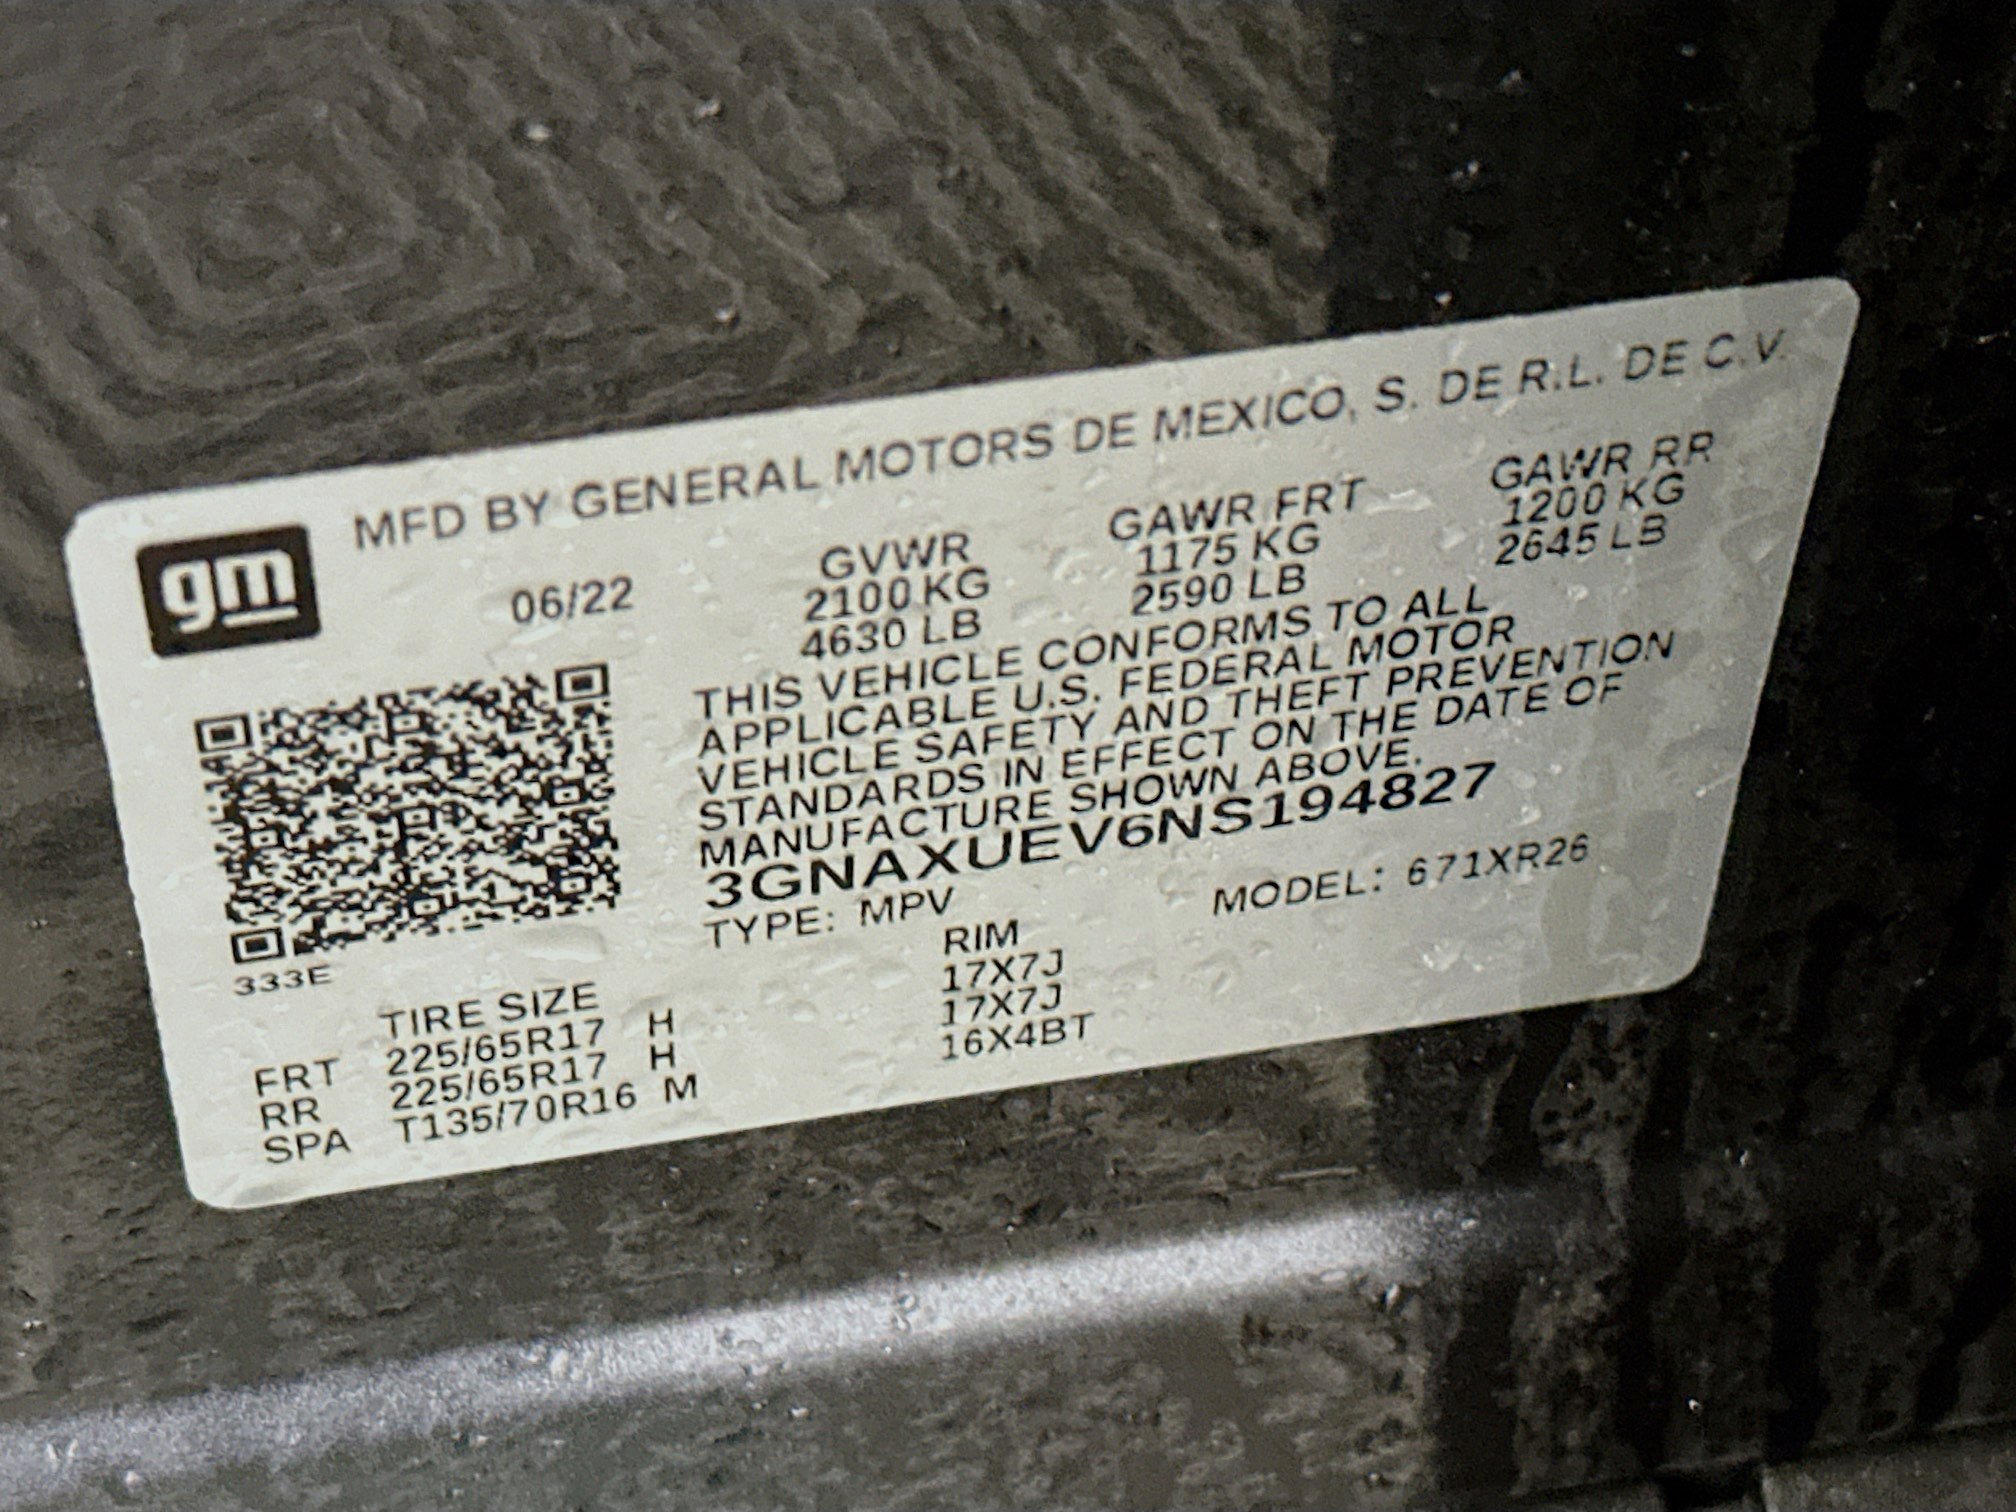 MFD BY GENERAL MOTORS DE MEXICO, S. DE R.L. DE C.V.
gm
06/22
GVWR GAWR FRT GAWR RR
2100 KG 1175 KG 1200 KG
4630 LB 2590 LB 2645 LB
THIS VEHICLE CONFORMS TO ALL
APPLICABLE U.S. FEDERAL MOTOR
VEHICLE SAFETY AND THEFT PREVENTION
STANDARDS IN EFFECT ON THE DATE OF
MANUFACTURE SHOWN ABOVE.
3GNAXUEV6NS194827
TYPE: MPV MODEL: 671XR26
333E
TIRE SIZE RIM
FRT 225/65R17 H 17X7J
RR 225/65R17 H 17X7J
SPA T135/70R16 M 16X4BT